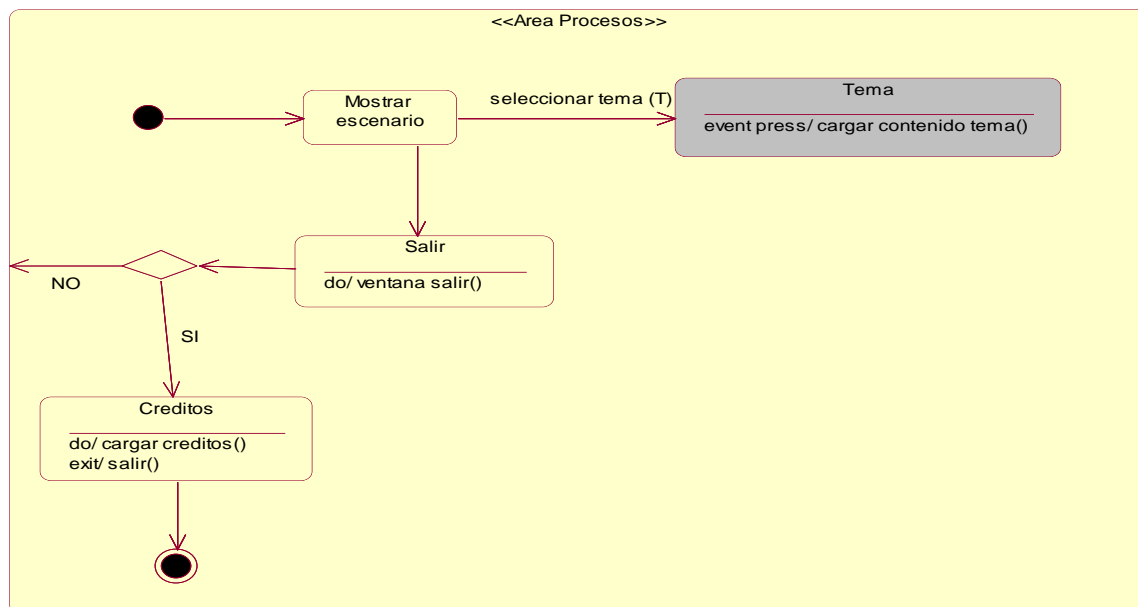 <<Area Procesos>>
Mostrar
escenario
seleccionar tema (T)
Tema
event press/ cargar contenido tema()
Salir
do/ ventana salir()
NO
SI
Creditos
do/ cargar creditos()
exit/ salir()